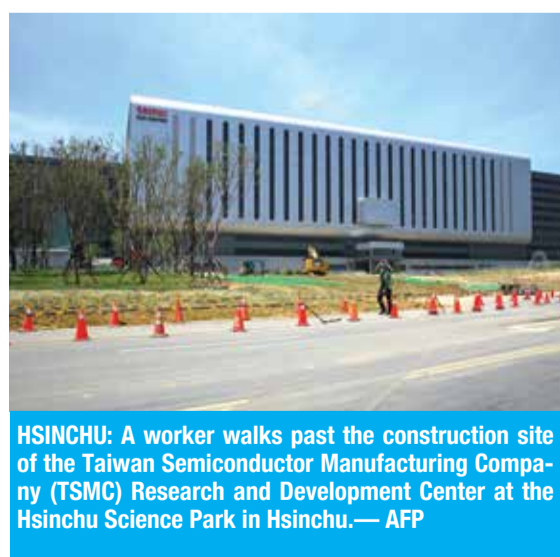 HSINCHU: A worker walks past the construction site
of the Taiwan Semiconductor Manufacturing Compa-
ny (TSMC) Research and Development Center at the
Hsinchu Science Park in Hsinchu.— AFP